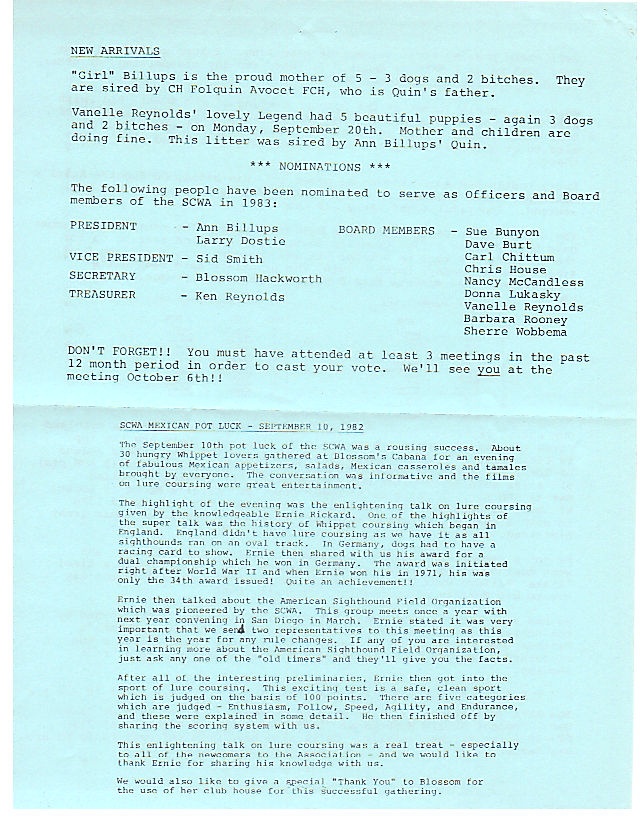 NEW ARRIVALS
"Girl" Billups is the proud mother of 5 - 3 dogs and 2 bitches.  They
are sired by CH Folquin Avocet FCH, who is Quin's father.
Vanelle Reynolds' lovely Legend had 5 beautiful puppies - again 3 dogs
and 2 bitches - on Monday, September 20th.  Mother and children are
doing fine.  This litter was sired by Ann Billups' Quin.
*** NOMINATIONS ***
The following people have been nominated to serve as Officers and Board
members of the SCWA in 1983:
PRESIDENT - Ann Billups
Larry Dostie
VICE PRESIDENT - Sid Smith
SECRETARY - Blossom Hackworth
TREASURER - Ken Reynolds
BOARD MEMBERS - Sue Bunyon
Dave Burt
Carl Chittum
Chris House
Nancy McCandless
Donna Lukasky
Vanelle Reynolds
Barbara Rooney
Sherre Wobbema
DON'T FORGET!!  You must have attended at least 3 meetings in the past
12 month period in order to cast your vote.  We'll see you at the
meeting October 6th!!
SCWA MEXICAN POT LUCK - SEPTEMBER 10, 1982
The September 10th pot luck of the SCWA was a rousing success.  About
30 hungry Whippet lovers gathered at Blossom's Cabana for an evening
of fabulous Mexican appetizers, salads, Mexican casseroles and tamales
brought by everyone.  The conversation was informative and the films
on lure coursing were great entertainment.
The highlight of the evening was the enlightening talk on lure coursing
given by the knowledgeable Ernie Rickard.  One of the highlights of
the super talk was the history of Whippet coursing which began in
England.  England didn't have lure coursing as we have it as all
sighthounds ran on an oval track.  In Germany, dogs had to have a
racing card to show.  Ernie then shared with us his award for a
dual championship which he won in Germany.  The award was initiated
right after World War II and when Ernie won his in 1971, his was
only the 34th award issued!  Quite an achievement!!
Ernie then talked about the American Sighthound Field Organization
which was pioneered by the SCWA.  This group meets once a year with
next year convening in San Diego in March.  Ernie stated it was very
important that we send two representatives to this meeting as this
year is the year for any rule changes.  If any of you are interested
in learning more about the American Sighthound Field Organization,
just ask any one of the "old timers" and they'll give you the facts.
After all of the interesting preliminaries, Ernie then got into the
sport of lure coursing.  This exciting test is a safe, clean sport
which is judged on the basis of 100 points.  There are five categories
which are judged - Enthusiasm, Follow, Speed, Agility, and Endurance,
and these were explained in some detail.  He then finished off by
sharing the scoring system with us.
This enlightening talk on lure coursing was a real treat - especially
to all of the newcomers to the Association - and we would like to
thank Ernie for sharing his knowledge with us.
We would also like to give a special "Thank You" to Blossom for
the use of her club house for this successful gathering.